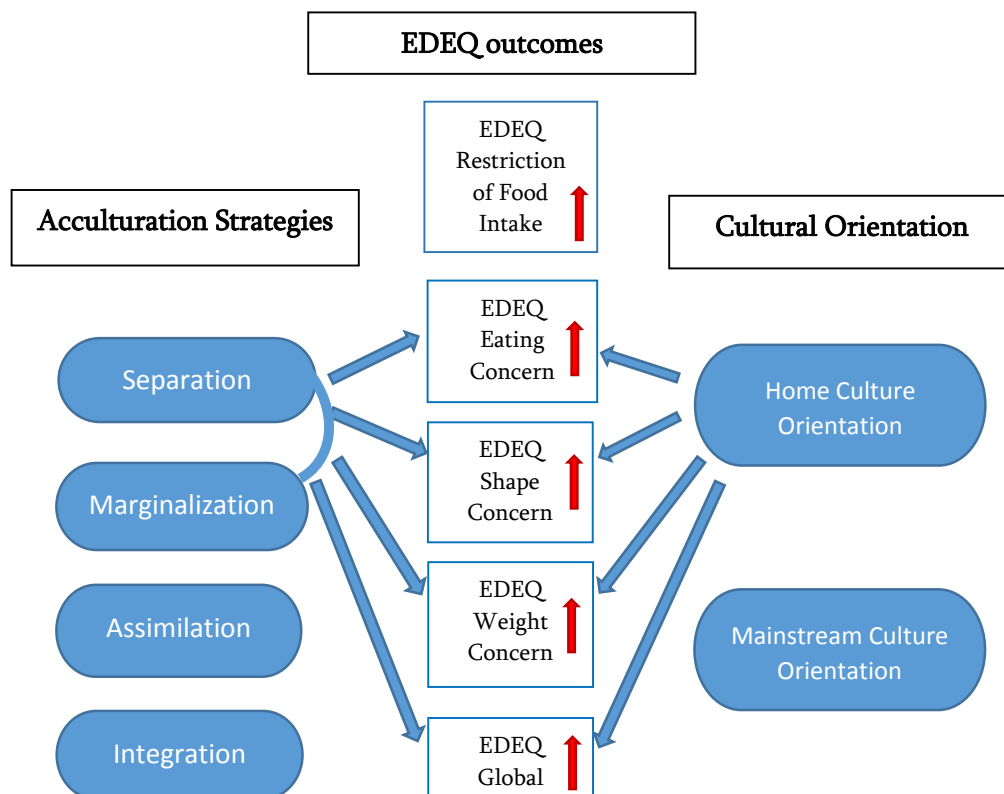 EDEQ outcomes
EDEQ
Restriction
of Food
Intake
Acculturation Strategies
Cultural Orientation
EDEQ
Eating
Concern
Separation
Home Culture
Orientation
EDEQ
Shape
Concern
Marginalization
EDEQ
Weight
Concern
Assimilation
Mainstream Culture
Orientation
EDEQ
Global
Integration